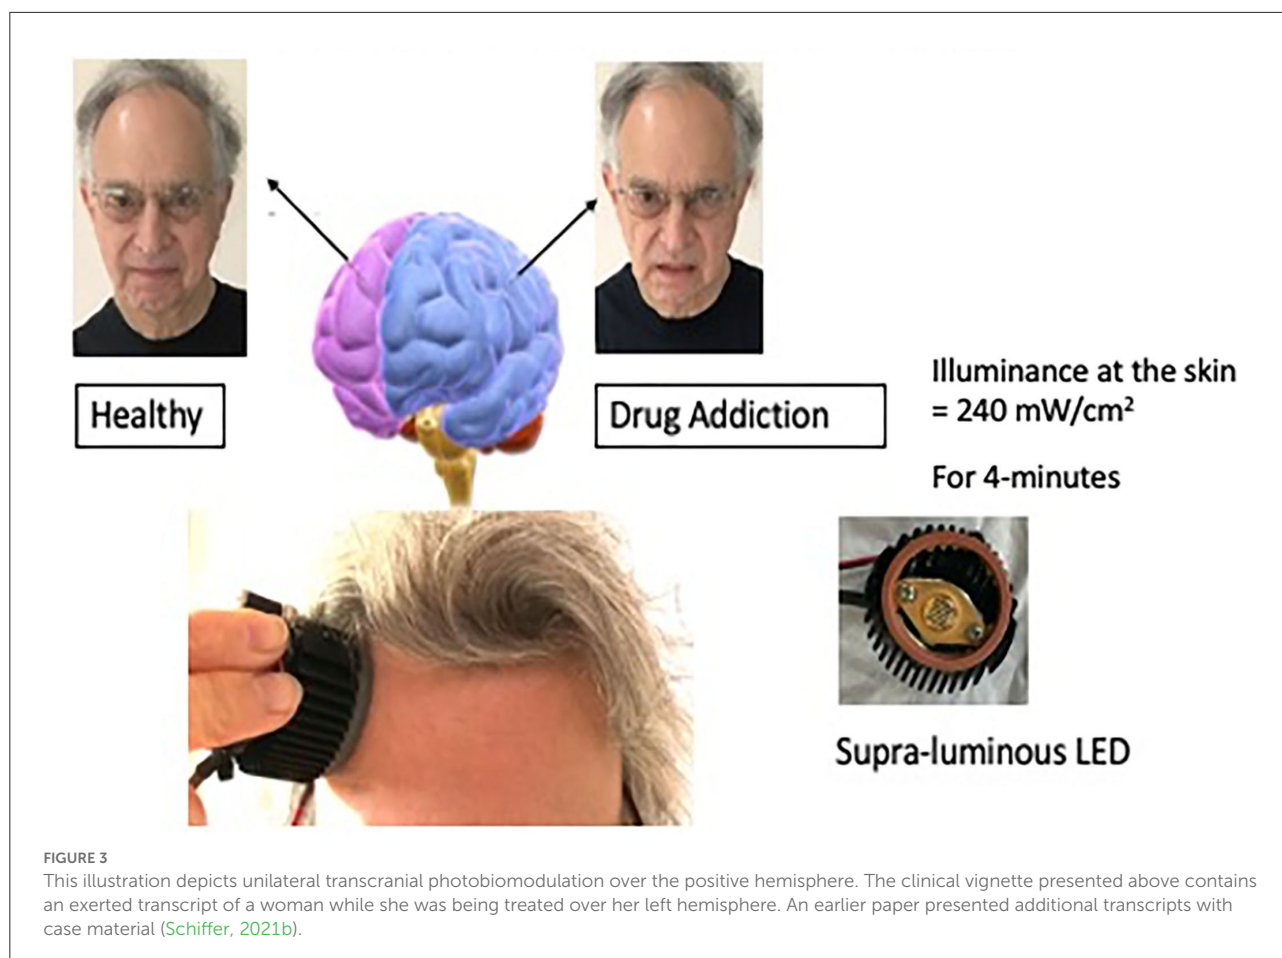 Healthy
Drug Addiction
Illuminance at the skin
= 240 mW/cm²
For 4-minutes
Supra-luminous LED
FIGURE 3
This illustration depicts unilateral transcranial photobiomodulation over the positive hemisphere. The clinical vignette presented above contains
an exerted transcript of a woman while she was being treated over her left hemisphere. An earlier paper presented additional transcripts with
case material (Schiffer, 2021b).